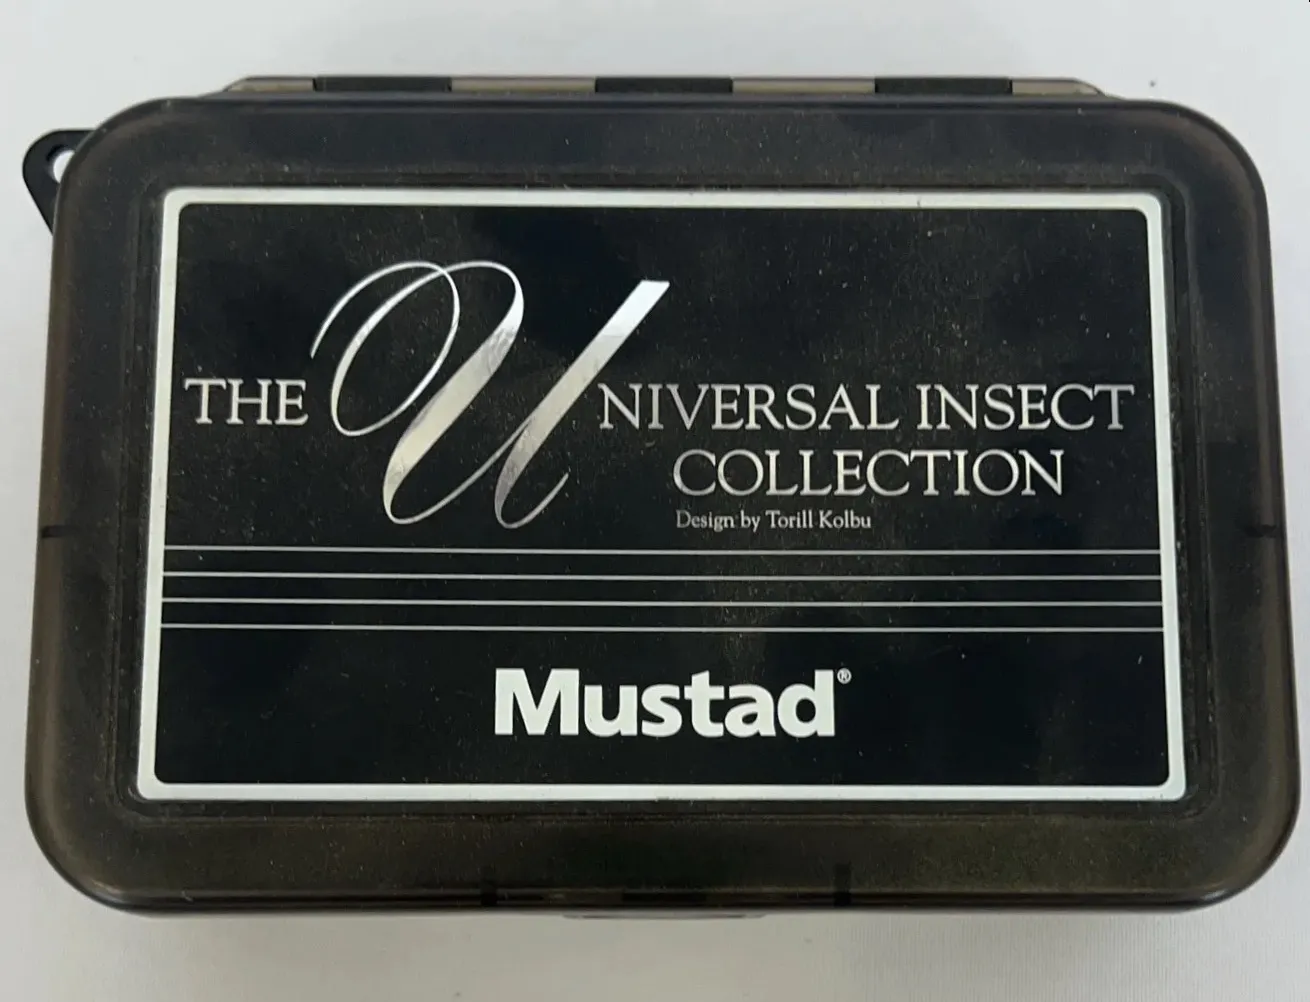 THE UNIVERSAL INSECT
COLLECTION
Design by Torill Kolbu
Mustad®